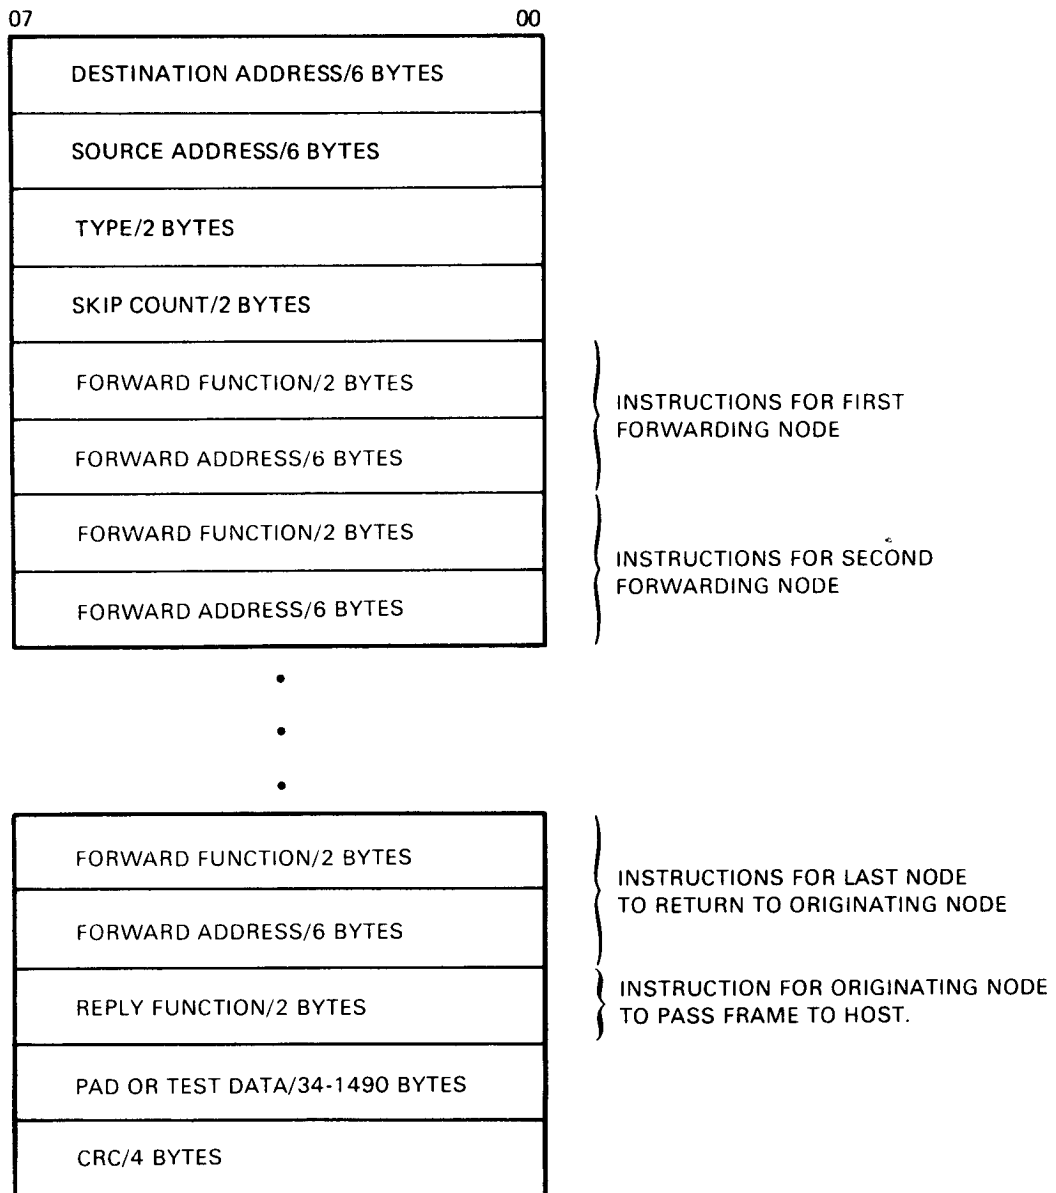 07 00
DESTINATION ADDRESS/6 BYTES
SOURCE ADDRESS/6 BYTES
TYPE/2 BYTES
SKIP COUNT/2 BYTES
FORWARD FUNCTION/2 BYTES
FORWARD ADDRESS/6 BYTES
INSTRUCTIONS FOR FIRST
FORWARDING NODE
FORWARD FUNCTION/2 BYTES
FORWARD ADDRESS/6 BYTES
INSTRUCTIONS FOR SECOND
FORWARDING NODE
FORWARD FUNCTION/2 BYTES
FORWARD ADDRESS/6 BYTES
INSTRUCTIONS FOR LAST NODE
TO RETURN TO ORIGINATING NODE
REPLY FUNCTION/2 BYTES
INSTRUCTION FOR ORIGINATING NODE
TO PASS FRAME TO HOST.
PAD OR TEST DATA/34-1490 BYTES
CRC/4 BYTES